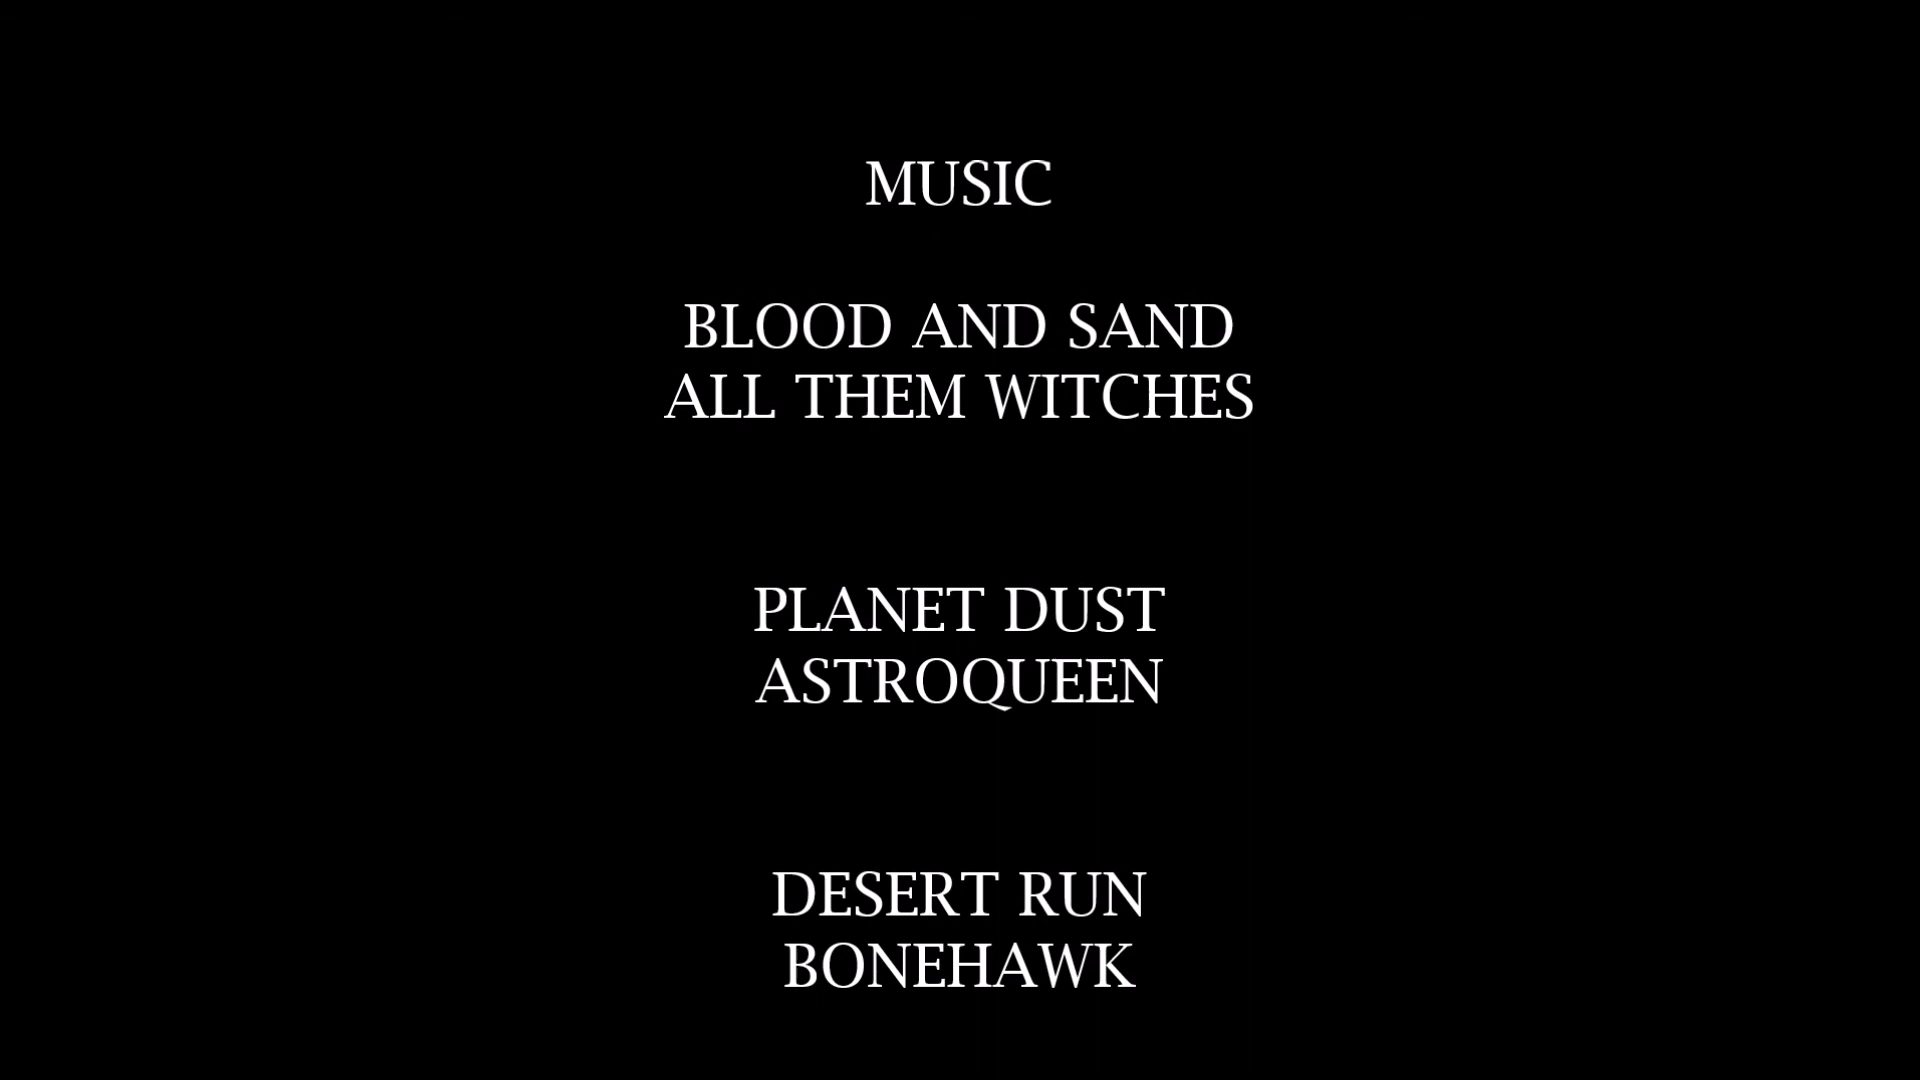 MUSIC
BLOOD AND SAND
ALL THEM WITCHES
PLANET DUST
ASTROQUEEN
DESERT RUN
BONEHAWK